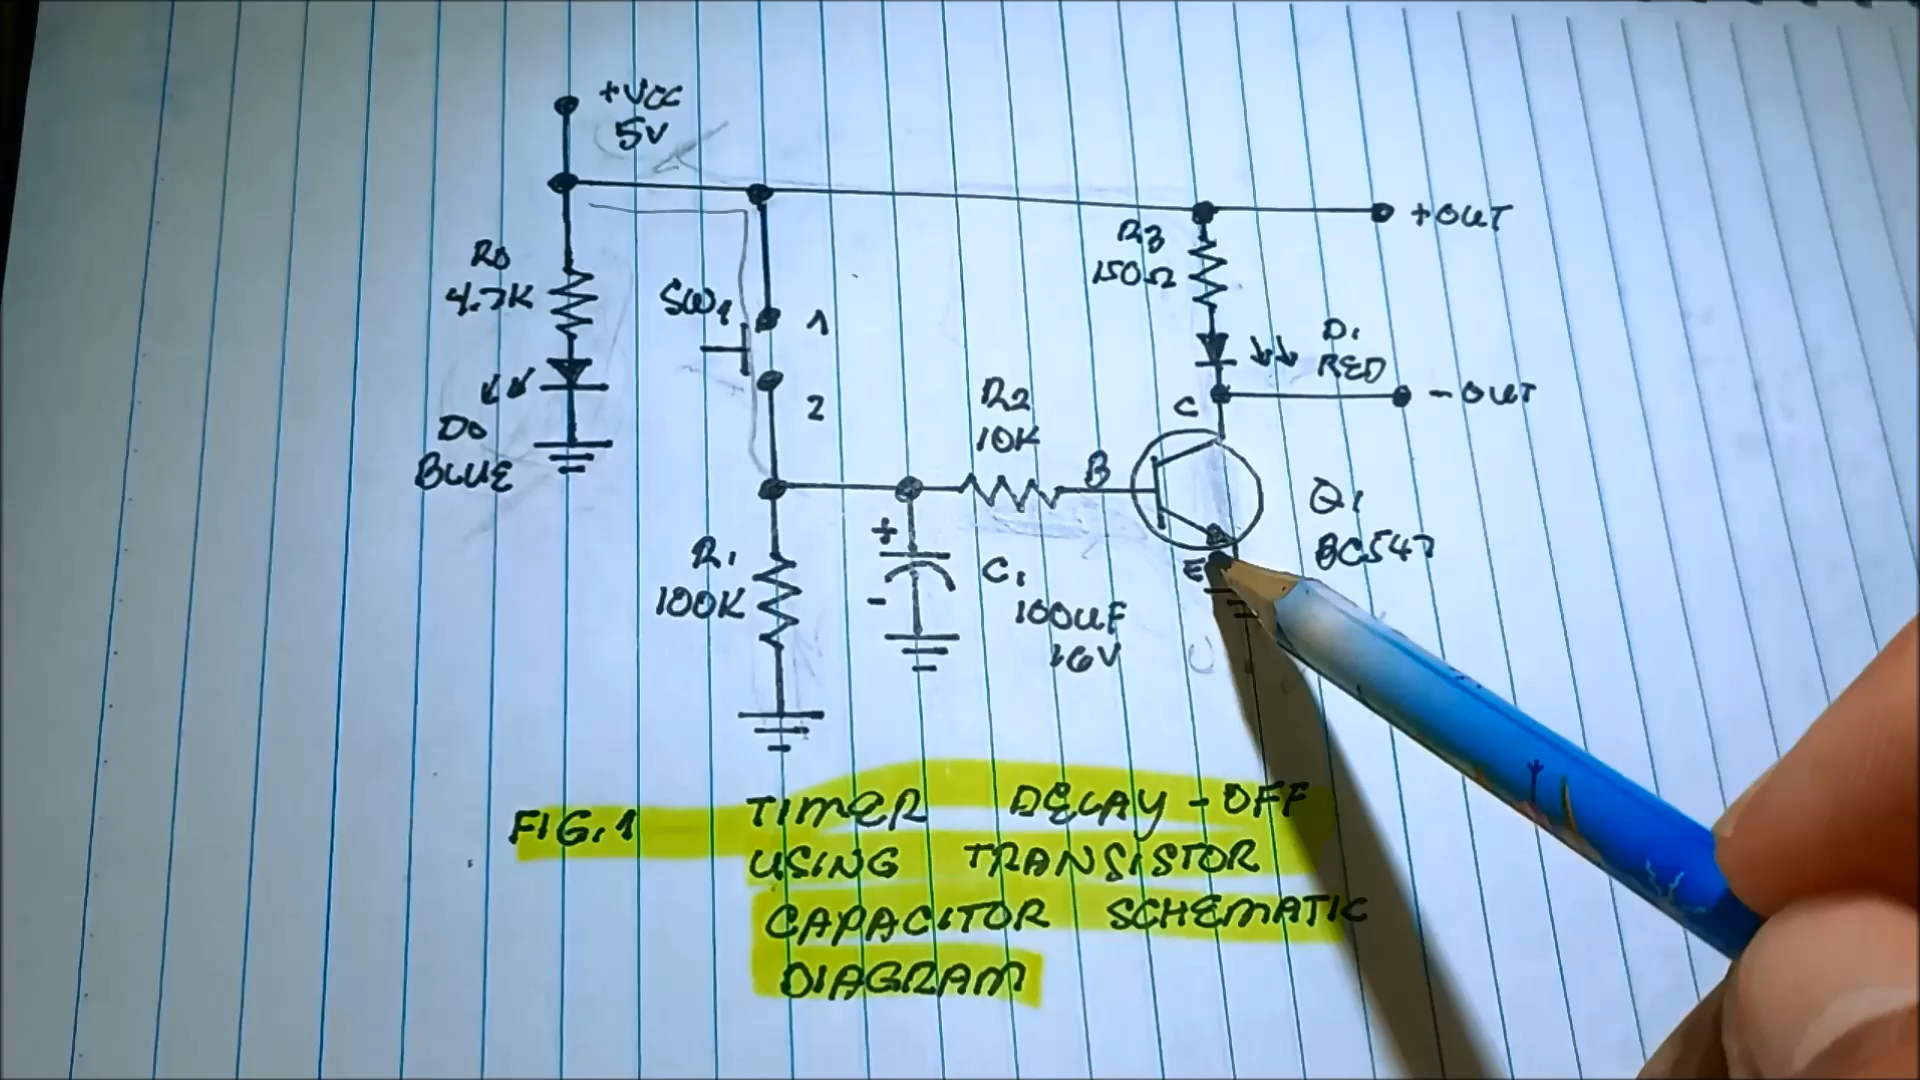 +VCC
5V
+OUT
R3
150Ω
R0
4.7K
SW1
1
D1
RED
-OUT
2
C
D0
BLUE
R2
10K
B
Q1
BC547
+
R1
100K
-
C1
100uF
16V
E
FIG.1
TIMER DELAY-OFF
USING TRANSISTOR
CAPACITOR SCHEMATIC
DIAGRAM